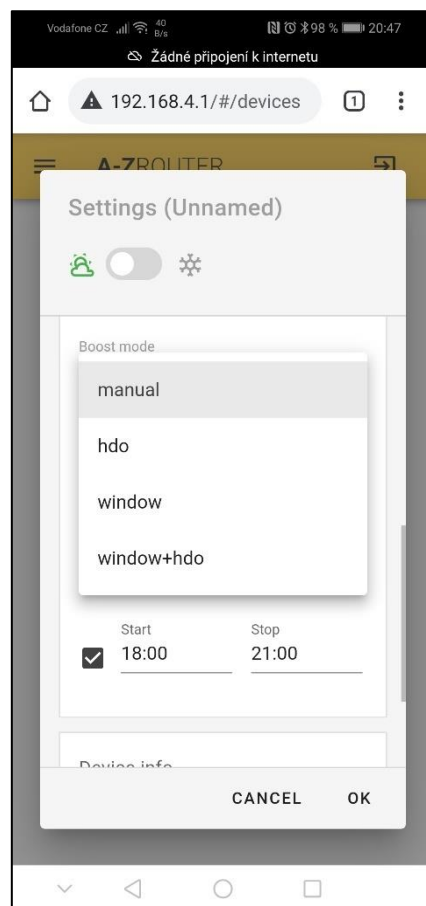 Vodafone CZ 40 B/s 98 % 20:47
Žádné připojení k internetu
192.168.4.1/#/devices 1
A-ZROUTER
Settings (Unnamed)
Boost mode
manual
hdo
window
window+hdo
Start Stop
18:00 21:00
Device info
CANCEL OK